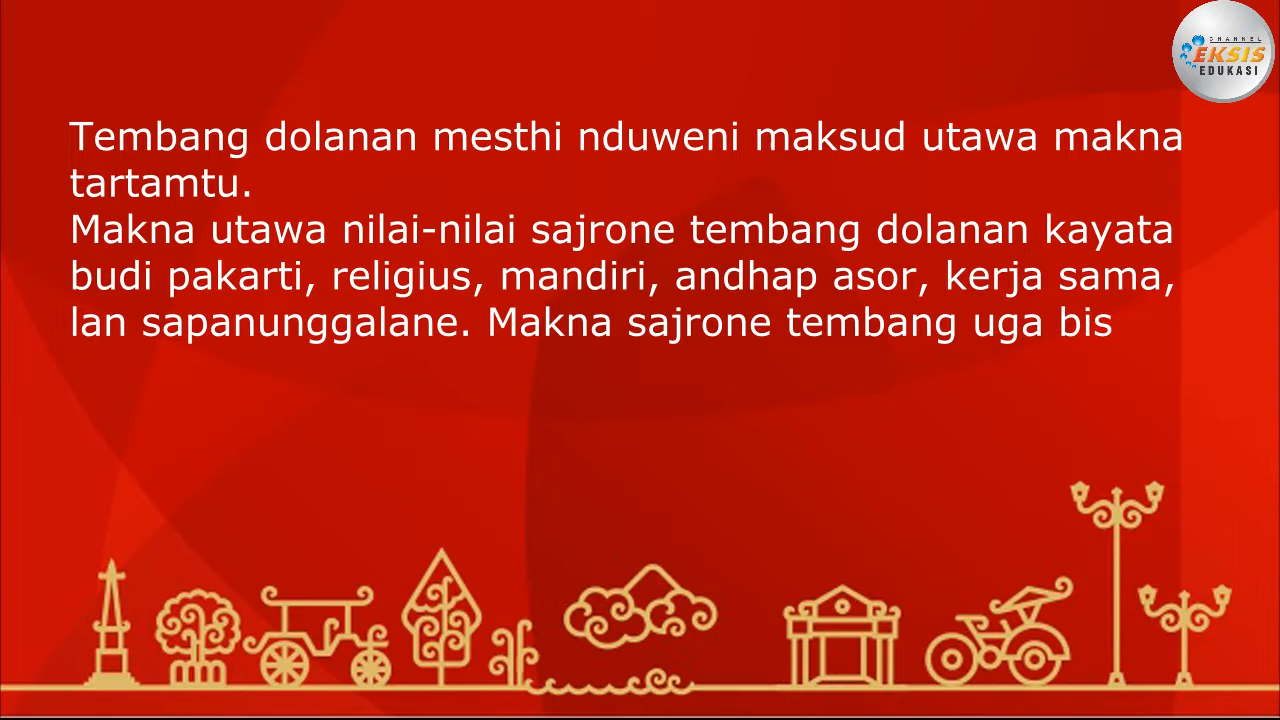 CHANNEL
EKSIS
EDUKASI
Tembang dolanan mesthi nduweni maksud utawa makna
tartamtu.
Makna utawa nilai-nilai sajrone tembang dolanan kayata
budi pakarti, religius, mandiri, andhap asor, kerja sama,
lan sapanunggalane. Makna sajrone tembang uga bis